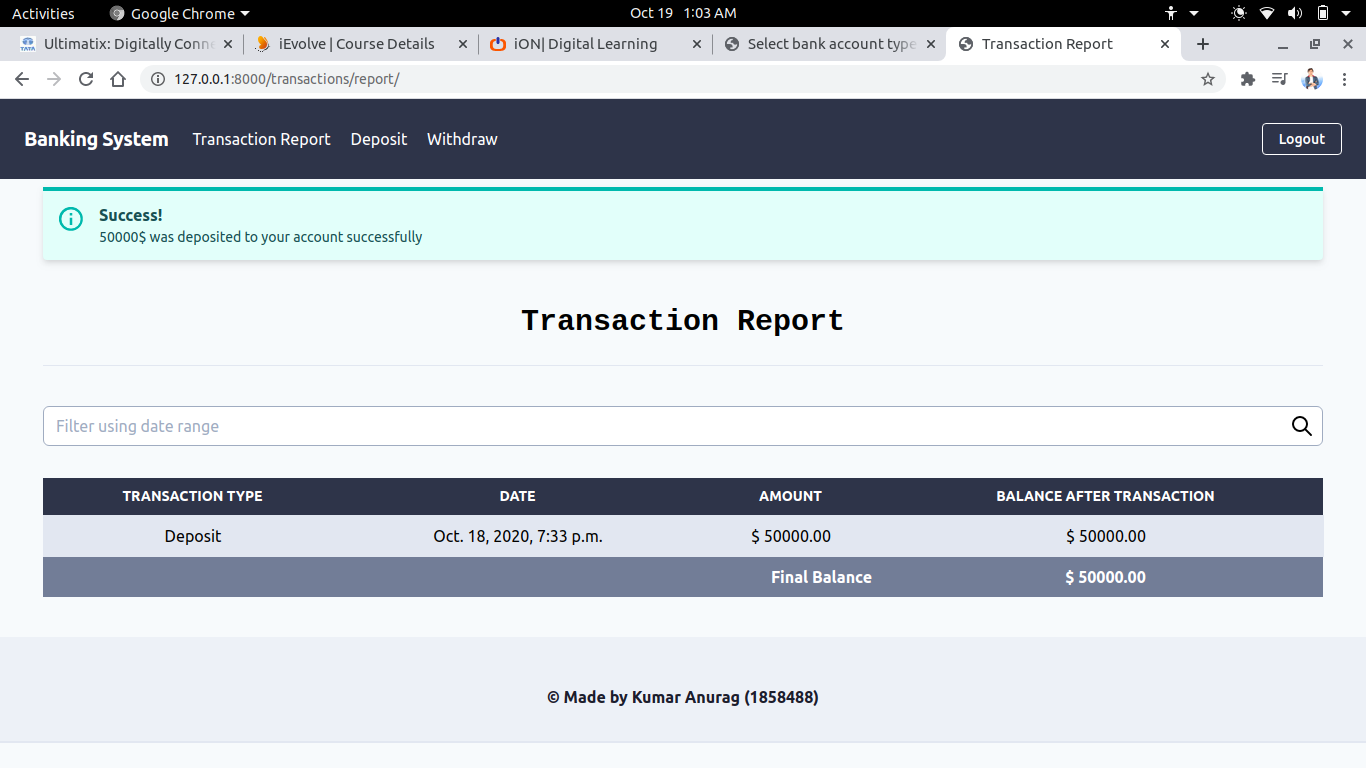 Activities Google Chrome Oct 19 1:03 AM
Ultimatix: Digitally Conne iEvolve | Course Details iON| Digital Learning Select bank account type Transaction Report
127.0.0.1:8000/transactions/report/
Banking System Transaction Report Deposit Withdraw Logout
Success!
50000$ was deposited to your account successfully
Transaction Report
Filter using date range
TRANSACTION TYPE DATE AMOUNT BALANCE AFTER TRANSACTION
Deposit Oct. 18, 2020, 7:33 p.m. $ 50000.00 $ 50000.00
Final Balance $ 50000.00
© Made by Kumar Anurag (1858488)